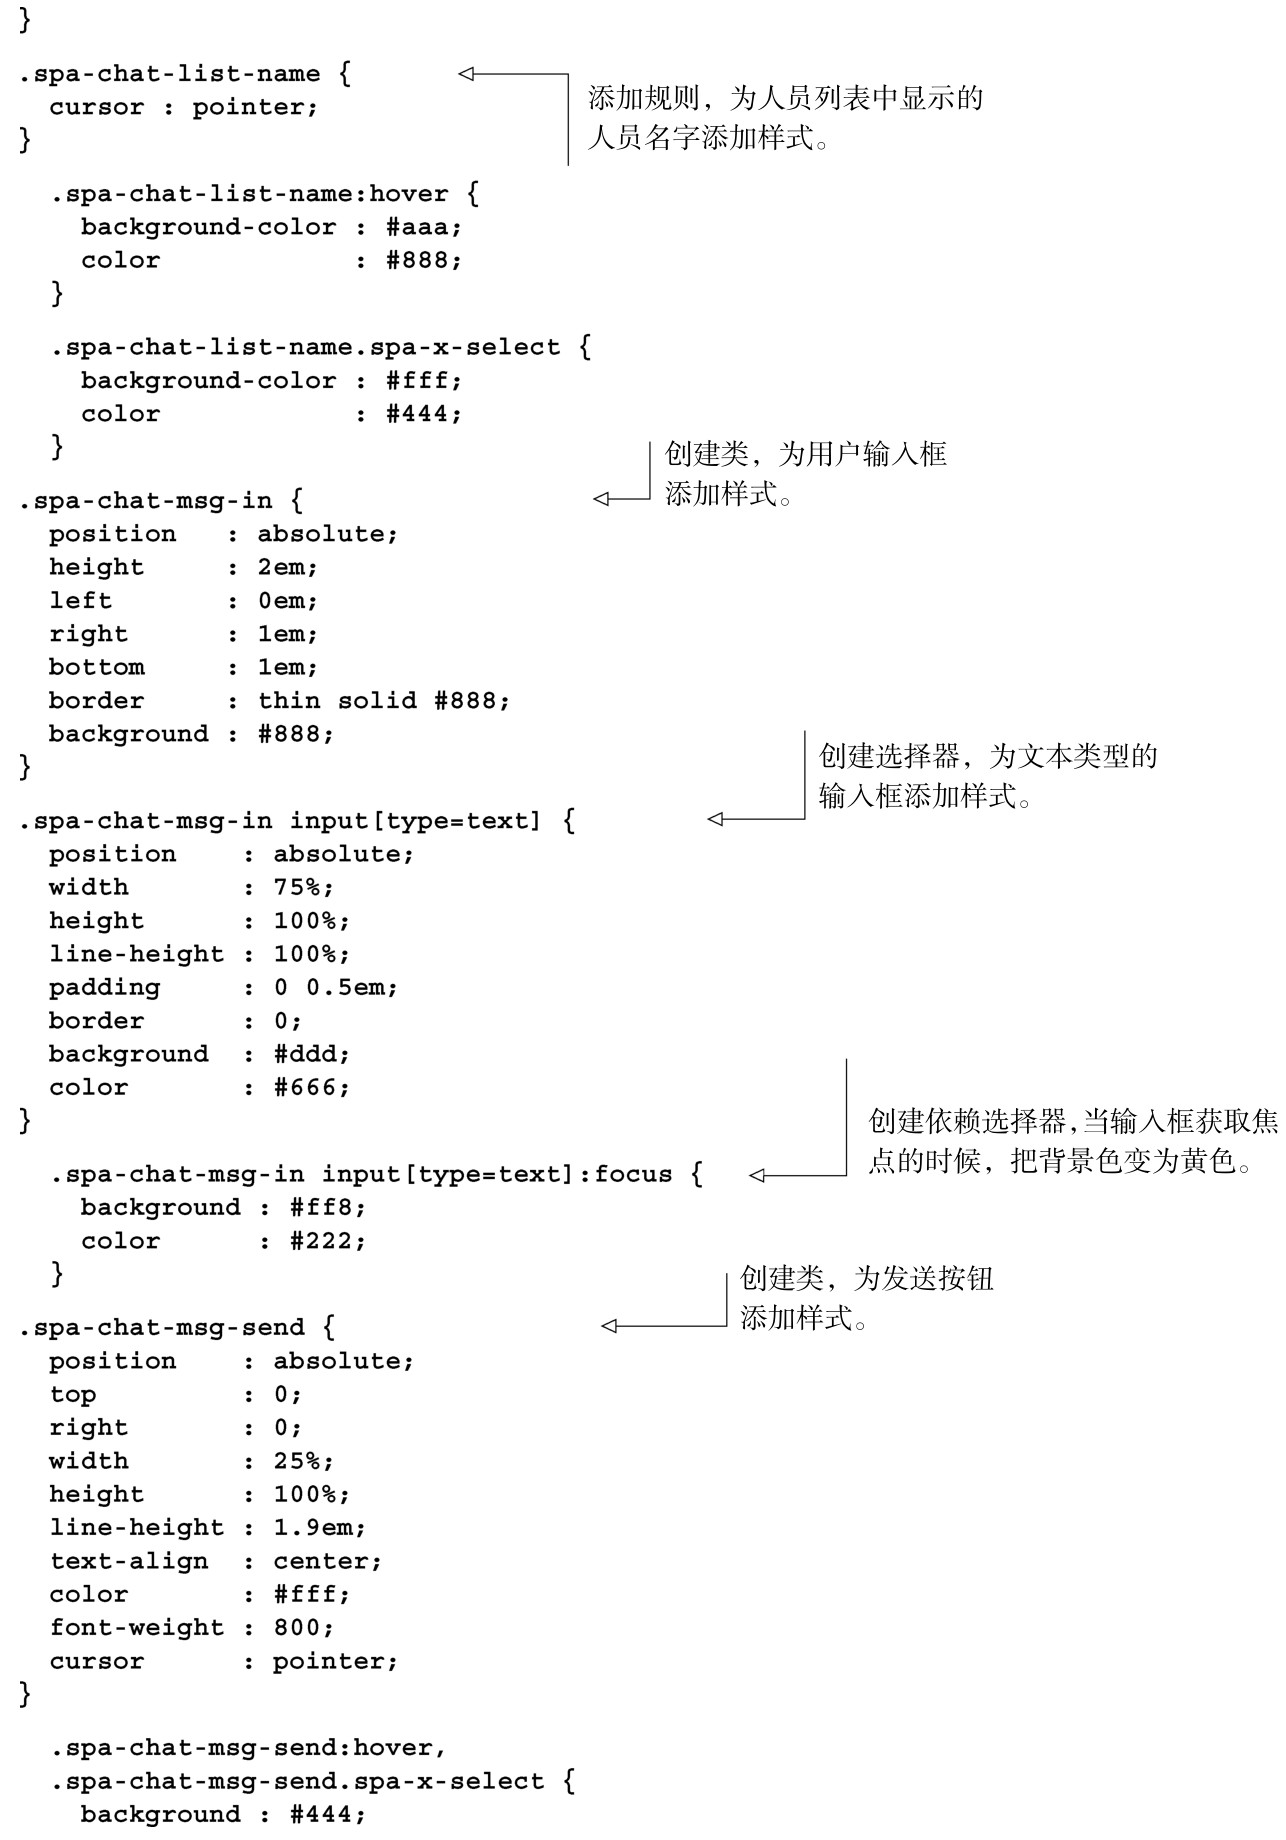 }
.spa-chat-list-name {
  cursor : pointer;
}
添加规则，为人员列表中显示的
人员名字添加样式。
  .spa-chat-list-name:hover {
    background-color : #aaa;
    color            : #888;
  }
  .spa-chat-list-name.spa-x-select {
    background-color : #fff;
    color            : #444;
  }
创建类，为用户输入框
添加样式。
.spa-chat-msg-in {
  position   : absolute;
  height     : 2em;
  left       : 0em;
  right      : 1em;
  bottom     : 1em;
  border     : thin solid #888;
  background : #888;
}
创建选择器，为文本类型的
输入框添加样式。
.spa-chat-msg-in input[type=text] {
  position    : absolute;
  width       : 75%;
  height      : 100%;
  line-height : 100%;
  padding     : 0 0.5em;
  border      : 0;
  background  : #ddd;
  color       : #666;
}
创建依赖选择器，当输入框获取焦
点的时候，把背景色变为黄色。
  .spa-chat-msg-in input[type=text]:focus {
    background : #ff8;
    color      : #222;
  }
创建类，为发送按钮
添加样式。
.spa-chat-msg-send {
  position    : absolute;
  top         : 0;
  right       : 0;
  width       : 25%;
  height      : 100%;
  line-height : 1.9em;
  text-align  : center;
  color       : #fff;
  font-weight : 800;
  cursor      : pointer;
}
  .spa-chat-msg-send:hover,
  .spa-chat-msg-send.spa-x-select {
    background : #444;